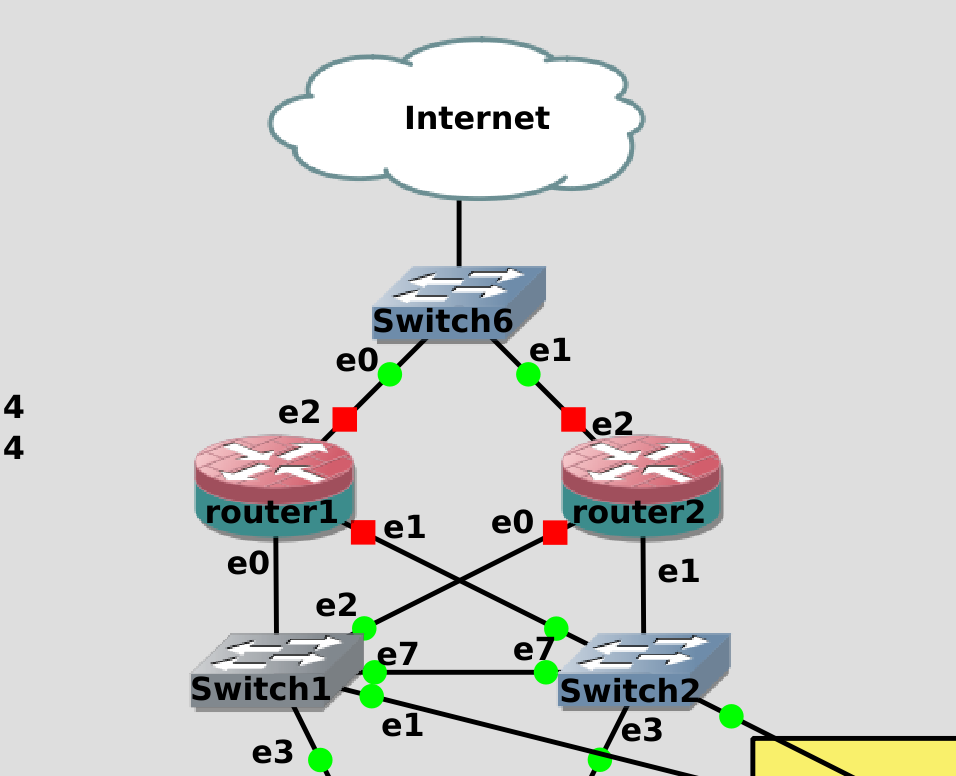 Internet
Switch6
e0
e1
e2
e2
4
4
router1
router2
e1
e0
e0
e1
e2
e7
e7
Switch1
Switch2
e1
e3
e3